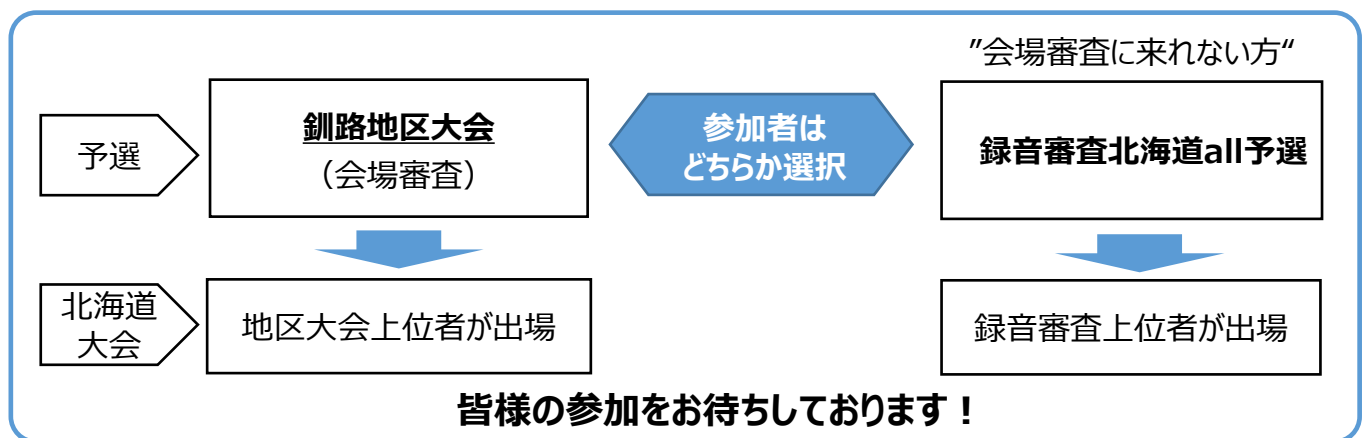 ”会場審査に来れない方“
予選
釧路地区大会
（会場審査）
参加者は
どちらか選択
録音審査北海道all予選
北海道
大会
地区大会上位者が出場
録音審査上位者が出場
皆様の参加をお待ちしております！